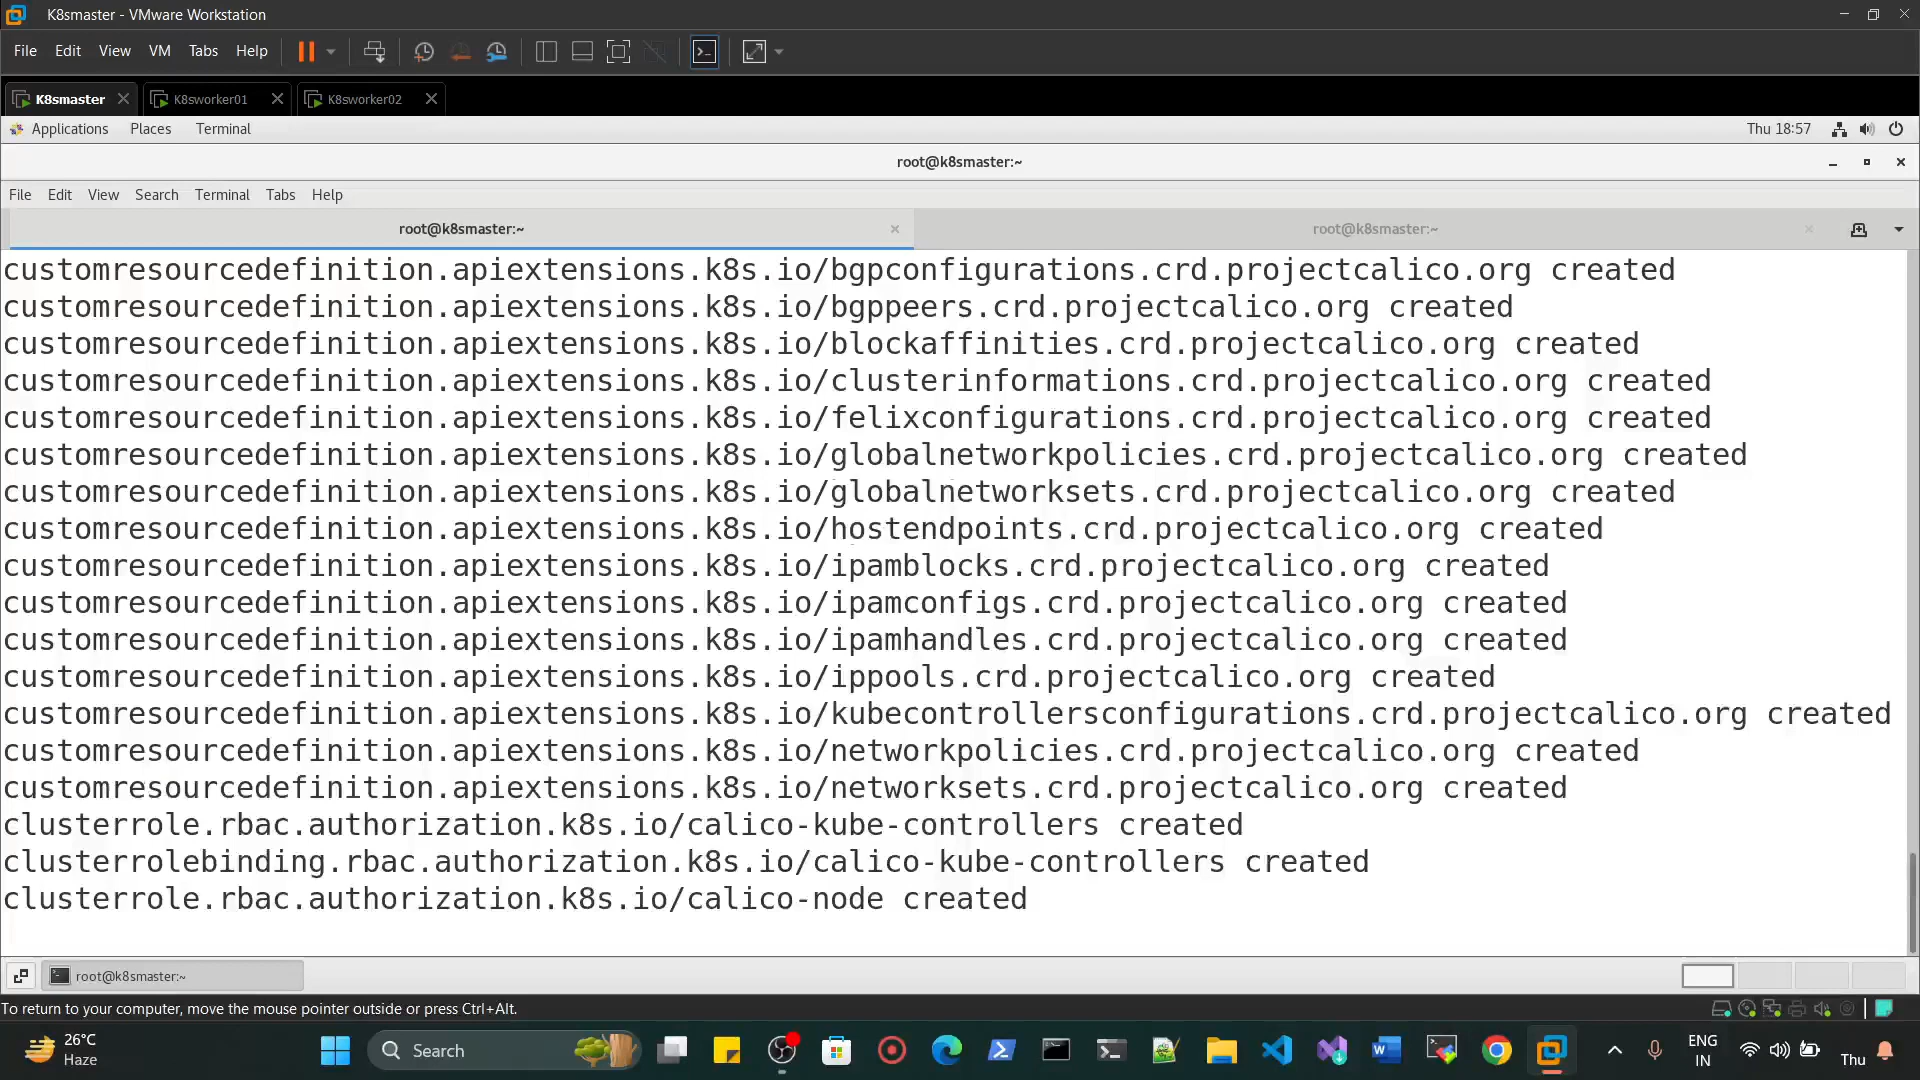 K8smaster - VMware Workstation
File Edit View VM Tabs Help
K8smaster K8sworker01 K8sworker02
Applications Places Terminal Thu 18:57
root@k8smaster:~
File Edit View Search Terminal Tabs Help
root@k8smaster:~ root@k8smaster:~
customresourcedefinition.apiextensions.k8s.io/bgpconfigurations.crd.projectcalico.org created
customresourcedefinition.apiextensions.k8s.io/bgppeers.crd.projectcalico.org created
customresourcedefinition.apiextensions.k8s.io/blockaffinities.crd.projectcalico.org created
customresourcedefinition.apiextensions.k8s.io/clusterinformations.crd.projectcalico.org created
customresourcedefinition.apiextensions.k8s.io/felixconfigurations.crd.projectcalico.org created
customresourcedefinition.apiextensions.k8s.io/globalnetworkpolicies.crd.projectcalico.org created
customresourcedefinition.apiextensions.k8s.io/globalnetworksets.crd.projectcalico.org created
customresourcedefinition.apiextensions.k8s.io/hostendpoints.crd.projectcalico.org created
customresourcedefinition.apiextensions.k8s.io/ipamblocks.crd.projectcalico.org created
customresourcedefinition.apiextensions.k8s.io/ipamconfigs.crd.projectcalico.org created
customresourcedefinition.apiextensions.k8s.io/ipamhandles.crd.projectcalico.org created
customresourcedefinition.apiextensions.k8s.io/ippools.crd.projectcalico.org created
customresourcedefinition.apiextensions.k8s.io/kubecontrollersconfigurations.crd.projectcalico.org created
customresourcedefinition.apiextensions.k8s.io/networkpolicies.crd.projectcalico.org created
customresourcedefinition.apiextensions.k8s.io/networksets.crd.projectcalico.org created
clusterrole.rbac.authorization.k8s.io/calico-kube-controllers created
clusterrolebinding.rbac.authorization.k8s.io/calico-kube-controllers created
clusterrole.rbac.authorization.k8s.io/calico-node created
root@k8smaster:~
To return to your computer, move the mouse pointer outside or press Ctrl+Alt.
26°C
Haze
Search
ENG
IN
Thu